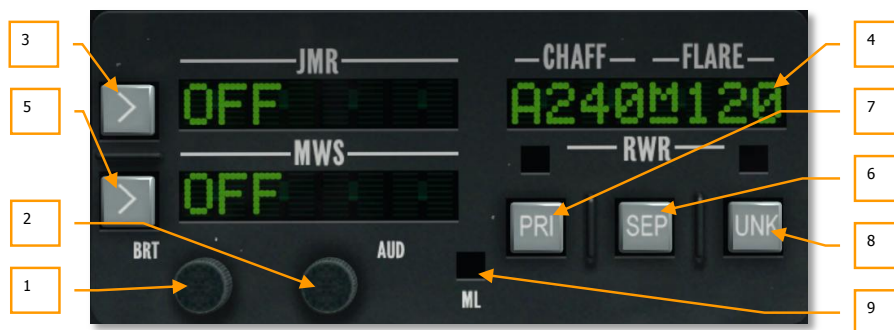 3
JMR
CHAFF
FLARE
4
>
OFF
A240M120
7
5
MWS
RWR
>
OFF
6
2
PRI
SEP
UNK
BRT
AUD
8
1
ML
9